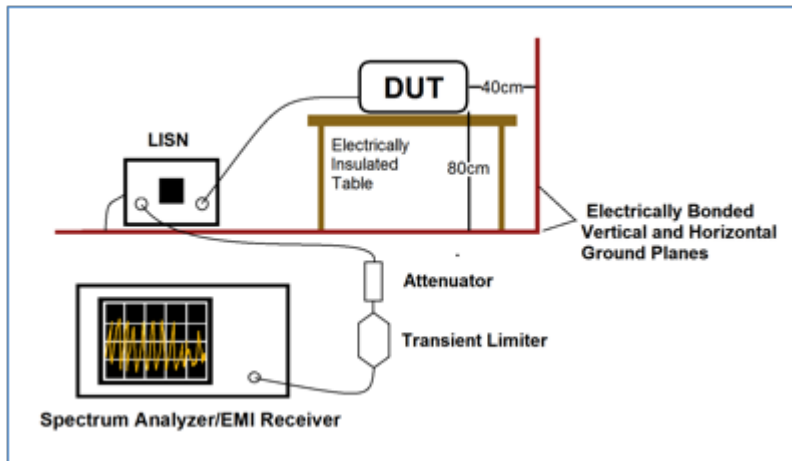 DUT
40cm
LISN
Electrically
Insulated
Table
80cm
Electrically Bonded
Vertical and Horizontal
Ground Planes
Attenuator
Transient Limiter
Spectrum Analyzer/EMI Receiver